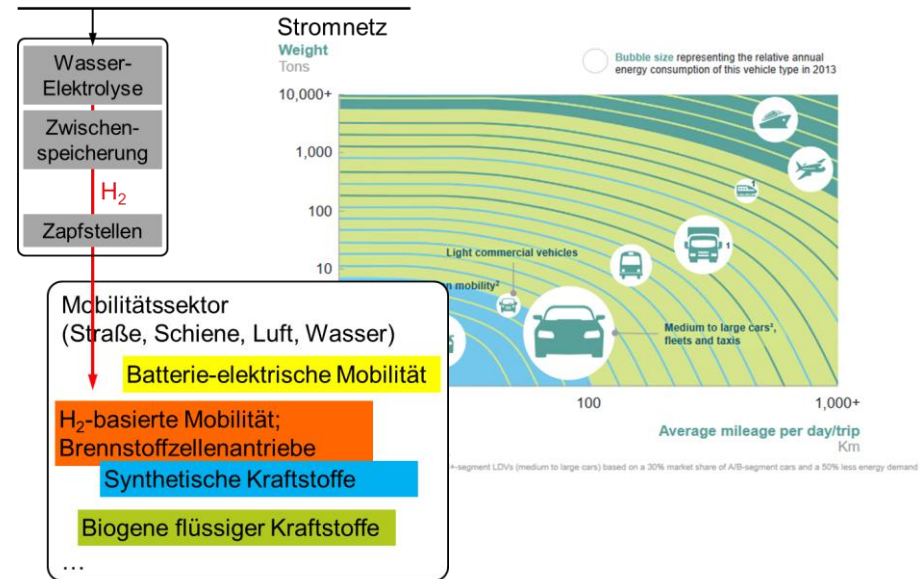 Stromnetz
Wasser-
Elektrolyse
Zwischen-
speicherung
H₂
Zapfstellen
Mobilitätssektor
(Straße, Schiene, Luft, Wasser)
Batterie-elektrische Mobilität
H₂-basierte Mobilität;
Brennstoffzellenantriebe
Synthetische Kraftstoffe
Biogene flüssiger Kraftstoffe
…
Weight
Tons
Bubble size representing the relative annual
energy consumption of this vehicle type in 2013
10,000+
1,000
100
10
1
1
Light commercial vehicles
mobility²
Medium to large cars²,
fleets and taxis
100
1,000+
Average mileage per day/trip
Km
-segment LDVs (medium to large cars) based on a 30% market share of A/B-segment cars and a 50% less energy demand